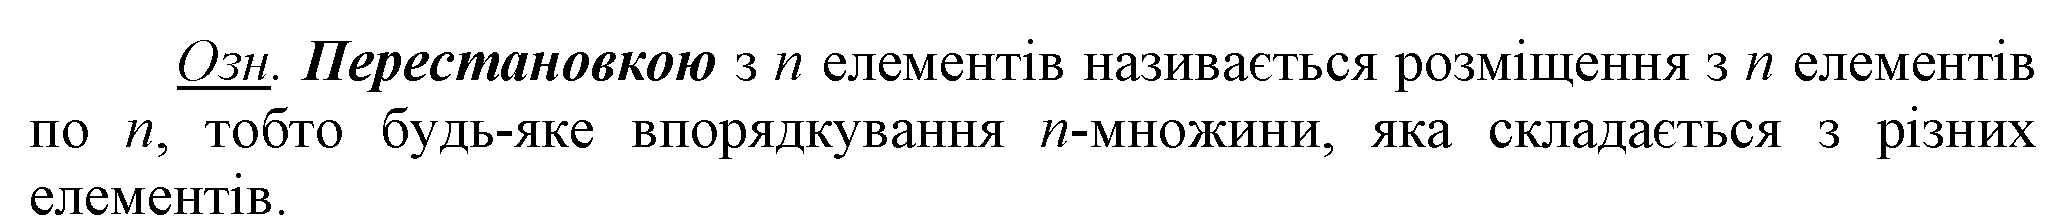 Озн. Перестановкою з n елементів називається розміщення з n елементів
по n, тобто будь-яке впорядкування n-множини, яка складається з різних
елементів.